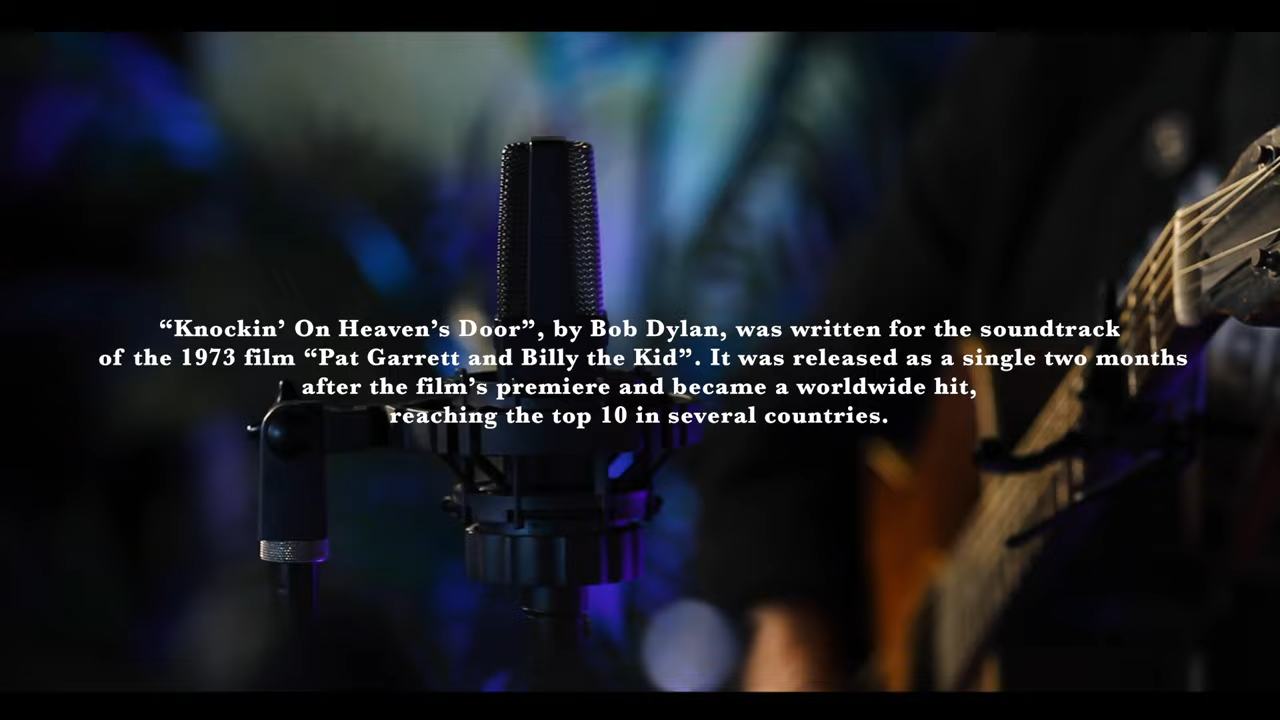 “Knockin’ On Heaven’s Door”, by Bob Dylan, was written for the soundtrack
of the 1973 film “Pat Garrett and Billy the Kid”. It was released as a single two months
after the film’s premiere and became a worldwide hit,
reaching the top 10 in several countries.